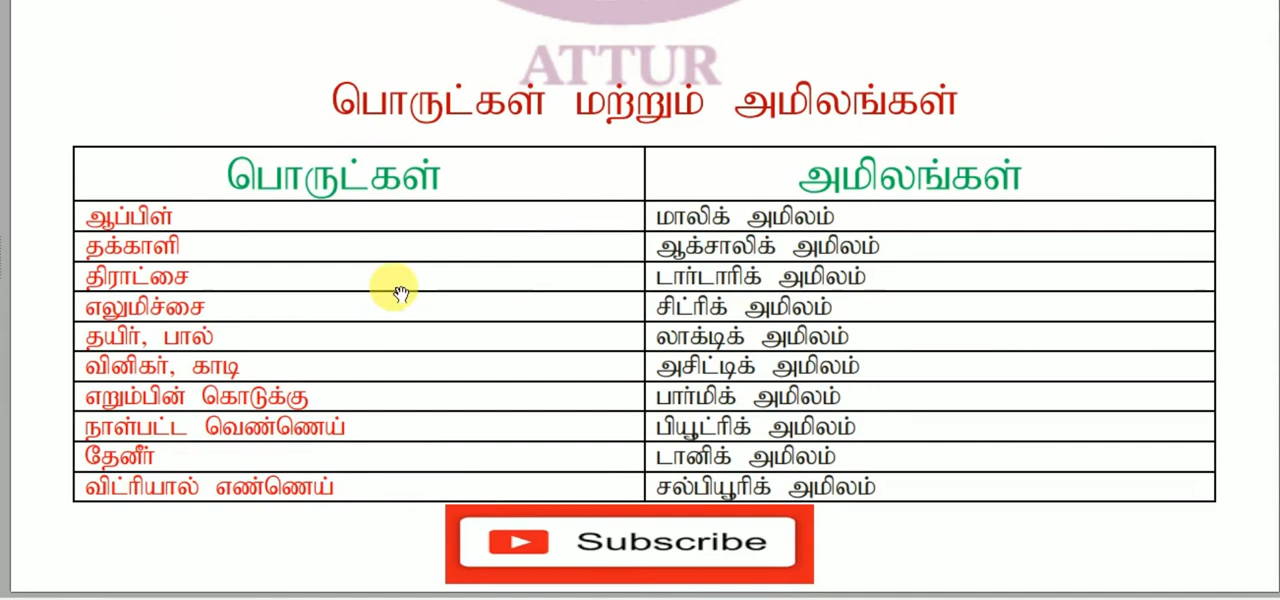 ATTUR
பொருட்கள் மற்றும் அமிலங்கள்
பொருட்கள் அமிலங்கள்
ஆப்பிள் மாலிக் அமிலம்
தக்காளி ஆக்சாலிக் அமிலம்
திராட்சை டார்டாரிக் அமிலம்
எலுமிச்சை சிட்ரிக் அமிலம்
தயிர், பால் லாக்டிக் அமிலம்
வினிகர், காடி அசிட்டிக் அமிலம்
எறும்பின் கொடுக்கு பார்மிக் அமிலம்
நாள்பட்ட வெண்ணெய் பியூட்ரிக் அமிலம்
தேனீர் டானிக் அமிலம்
விட்ரியால் எண்ணெய் சல்பியூரிக் அமிலம்
Subscribe